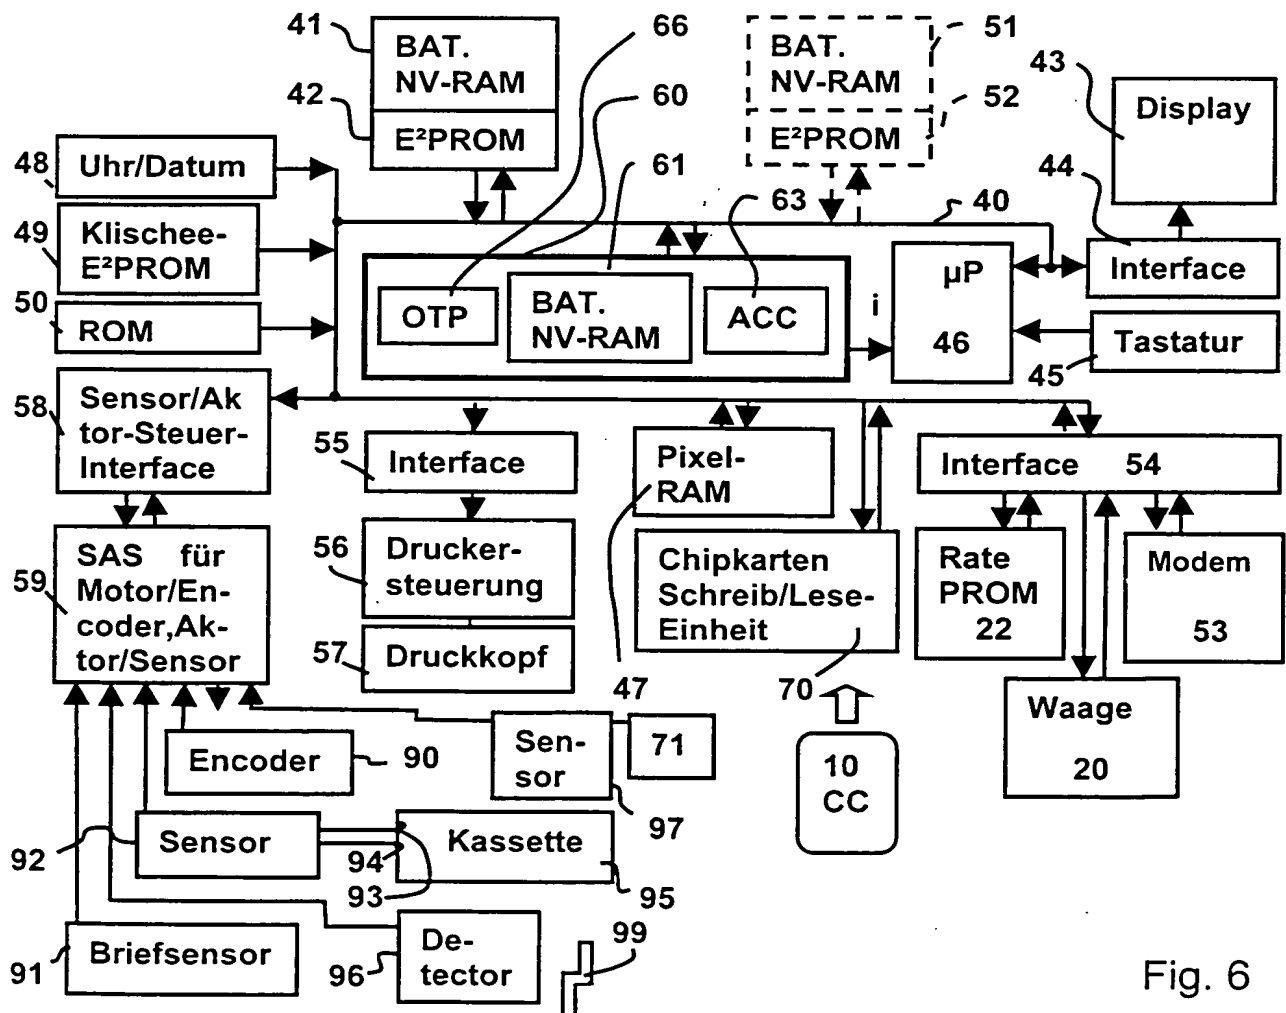 41
BAT.
NV-RAM
42
E²PROM
66
60
61
63
BAT.
NV-RAM
E²PROM
51
52
43
Display
44
40
48
Uhr/Datum
49
Klischee-
E²PROM
50
ROM
OTP
BAT.
NV-RAM
ACC
i
µP
46
Interface
45
Tastatur
58
Sensor/Ak
tor-Steuer-
Interface
55
Interface
Pixel-
RAM
Interface 54
59
SAS für
Motor/En-
coder,Ak-
tor/Sensor
56
Drucker-
steuerung
57
Druckkopf
47
Chipkarten
Schreib/Lese-
Einheit
70
Rate
PROM
22
Modem
53
Waage
20
Encoder
90
Sen-
sor
71
97
10
CC
92
Sensor
94
93
Kassette
95
91
Briefsensor
96
De-
tector
99
Fig. 6